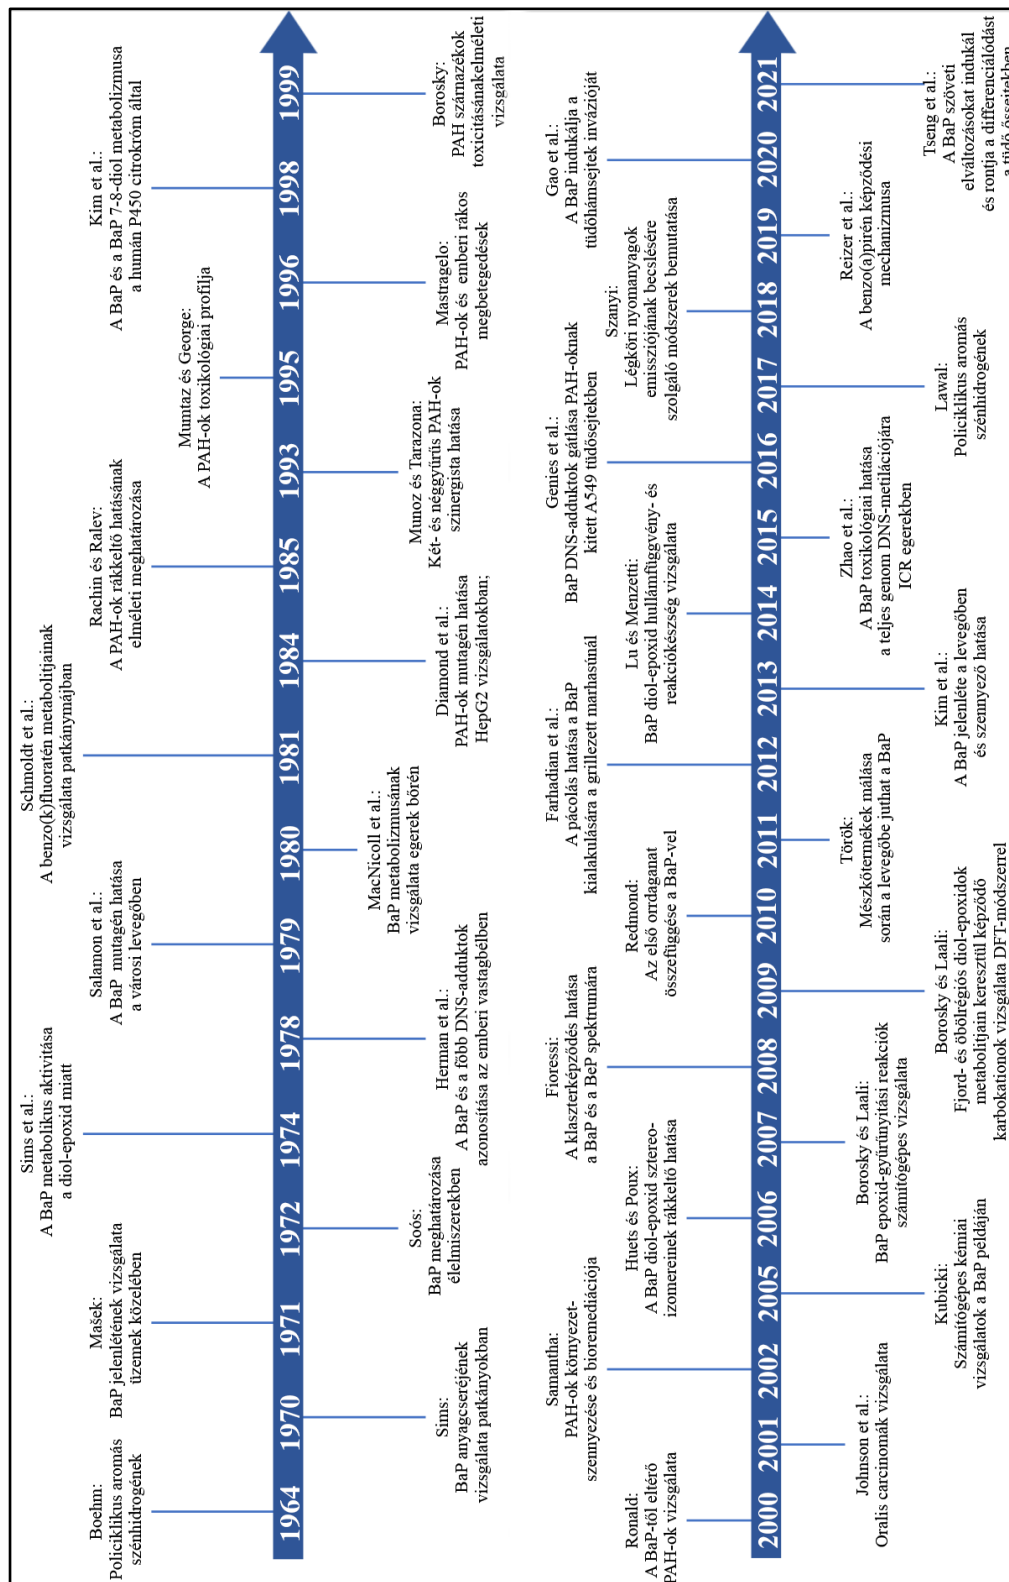 Boehm:
Policiklikus aromás
szénhidrogének
1964
Sims:
BaP anyagcseréjének
vizsgálata patkányokban
1970
Mašek:
BaP jelenlétének vizsgálata
üzemek közelében
1971
Soós:
BaP meghatározása
élelmiszerekben
1972
Sims et al.:
A BaP metabolikus aktivitása
a diol-epoxid miatt
1974
Herman et al.:
A BaP és a főbb DNS-adduktok
azonosítása az emberi vastagbélben
1978
Salamon et al.:
A BaP mutagén hatása
a városi levegőben
1979
MacNicoll et al.:
BaP metabolizmusának
vizsgálata egerek bőrén
1980
Schmoldt et al.:
A benzo(k)fluoratén metabolitjainak
vizsgálata patkánymájban
1981
Diamond et al.:
PAH-ok mutagén hatása
HepG2 vizsgálatokban;
1984
Rachin és Ralev:
A PAH-ok rákkeltő hatásának
elméleti meghatározása
1985
Munoz és Tarazona:
Két- és néggyűrűs PAH-ok
szinergista hatása
1993
Mumtaz és George:
A PAH-ok toxikológiai profilja
1995
Mastragelo:
PAH-ok és emberi rákos
megbetegedések
1996
Kim et al.:
A BaP és a BaP 7-8-diol metabolizmusa
a humán P450 citrokróm által
1998
Borosky:
PAH származékok
toxicitásánakelméleti
vizsgálata
1999
Ronald:
A BaP-től eltérő
PAH-ok vizsgálata
2000
Johnson et al.:
Oralis carcinomák vizsgálata
2001
Samantha:
PAH-ok környezet-
szennyezése és bioremediációja
2002
Kubicki:
Számítógépes kémiai
vizsgálatok a BaP példáján
2005
Huets és Poux:
A BaP diol-epoxid sztereo-
izomereinek rákkeltő hatása
2006
Borosky és Laali:
BaP epoxid-gyűrűnyitási reakciók
számítógépes vizsgálata
2007
Fioressi:
A klaszterképződés hatása
a BaP és a BeP spektrumára
2008
Borosky és Laali:
Fjord- és öbölrégiós diol-epoxidok
metabolitjain keresztül képződő
karbokationok vizsgálata DFT-módszerrel
2009
Redmond:
Az első orrdaganat
összefüggése a BaP-vel
2010
Török:
Mészkötermékek málása
során a levegőbe juthat a BaP
2011
Farhadian et al.:
A pácolás hatása a BaP
kialakulására a grillezett marhasúnál
2012
Kim et al.:
A BaP jelenléte a levegőben
és szennyező hatása
2013
Lu és Menzetti:
BaP diol-epoxid hullámfüggvény- és
reakciókészség vizsgálata
2014
Zhao et al.:
A BaP toxikológiai hatása
a teljes genom DNS-metilációjára
ICR egerekben
2015
Genies et al.:
BaP DNS-adduktok gátlása PAH-oknak
kitett A549 tüdősejtekben
2016
Lawal:
Policiklikus aromás
szénhidrogének
2017
Szanyi:
Légköri nyomanyagok
emissziójának becslésére
szolgáló módszerek bemutatása
2018
Reizer et al.:
A benzo(a)pirén képződési
mechanizmusa
2019
Gao et al.:
A BaP indukálja a
tüdőhámsejtek invázióját
2020
Tseng et al.:
A BaP szöveti
elváltozásokat indukál
és rontja a differenciálódást
a tüdő őssejtekben
2021